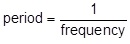 period = 1
frequency